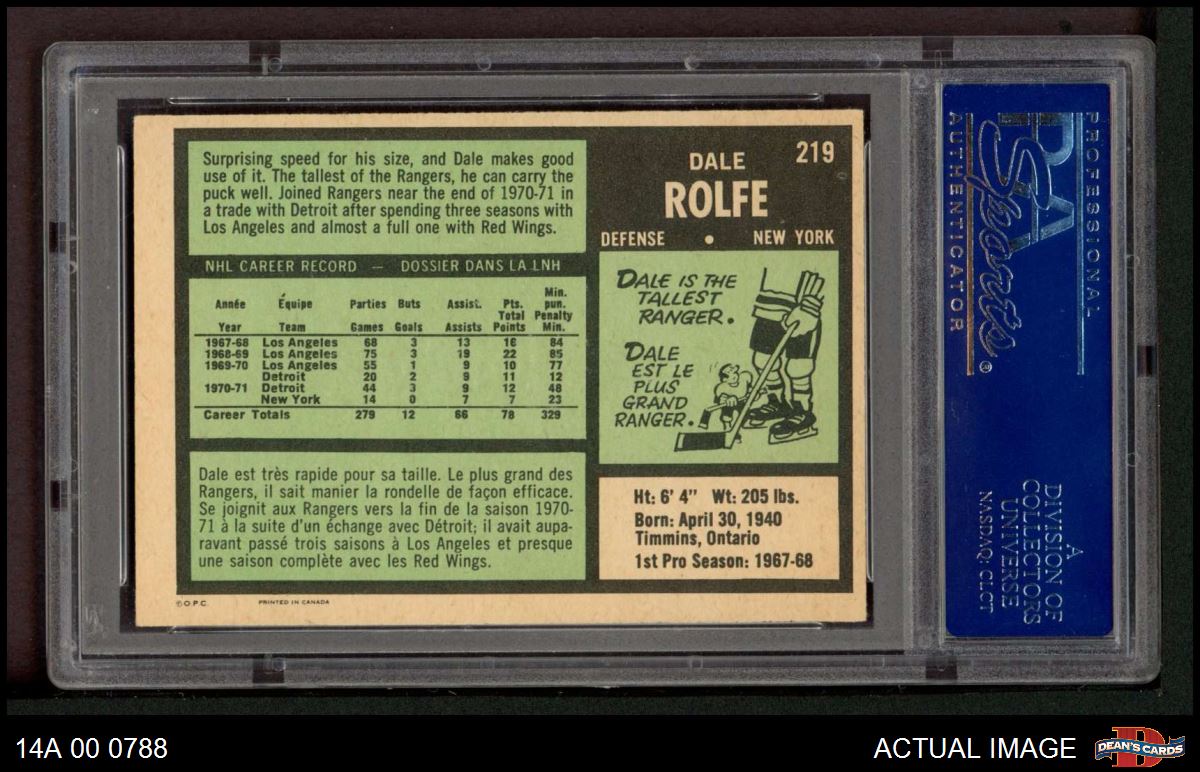 Surprising speed for his size, and Dale makes good
use of it. The tallest of the Rangers, he can carry the
puck well. Joined Rangers near the end of 1970-71 in
a trade with Detroit after spending three seasons with
Los Angeles and almost a full one with Red Wings.
NHL CAREER RECORD — DOSSIER DANS LA LNH
Année Équipe Parties Buts Assist. Pts. Total Min. pun.
Year Team Games Goals Assists Points Penalty Min.
1967-68 Los Angeles 68 3 13 16 84
1968-69 Los Angeles 75 3 19 22 85
1969-70 Los Angeles 55 1 9 10 77
Detroit 20 2 9 11 12
1970-71 Detroit 44 3 9 12 48
New York 14 0 7 7 23
Career Totals 279 12 66 78 329
Dale est très rapide pour sa taille. Le plus grand des
Rangers, il sait manier la rondelle de façon efficace.
Se joignit aux Rangers vers la fin de la saison 1970-
71 à la suite d'un échange avec Détroit; il avait aupa-
ravant passé trois saisons à Los Angeles et presque
une saison complète avec les Red Wings.
219
DALE
ROLFE
DEFENSE • NEW YORK
DALE IS THE
TALLEST
RANGER.
DALE
EST LE
PLUS
GRAND
RANGER.
Ht: 6' 4" Wt: 205 lbs.
Born: April 30, 1940
Timmins, Ontario
1st Pro Season: 1967-68
©O.P.C. PRINTED IN CANADA
PROFESSIONAL
PSA
Sports®
AUTHENTICATOR
A
DIVISION OF
COLLECTORS
UNIVERSE
NASDAQ: CLCT
14A 00 0788
ACTUAL IMAGE
DEAN'S CARDS